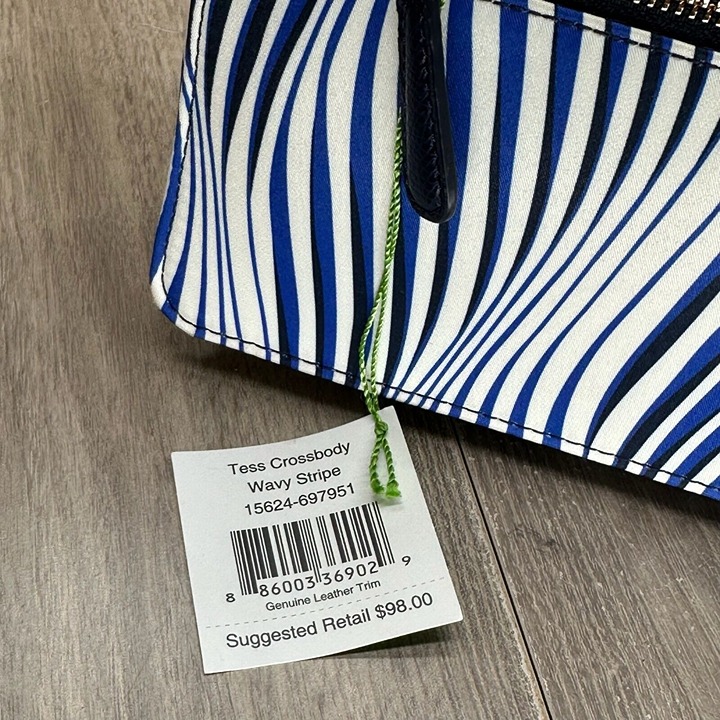 Tess Crossbody
Wavy Stripe
15624-697951
8 86003 36902 9
Genuine Leather Trim
Suggested Retail $98.00